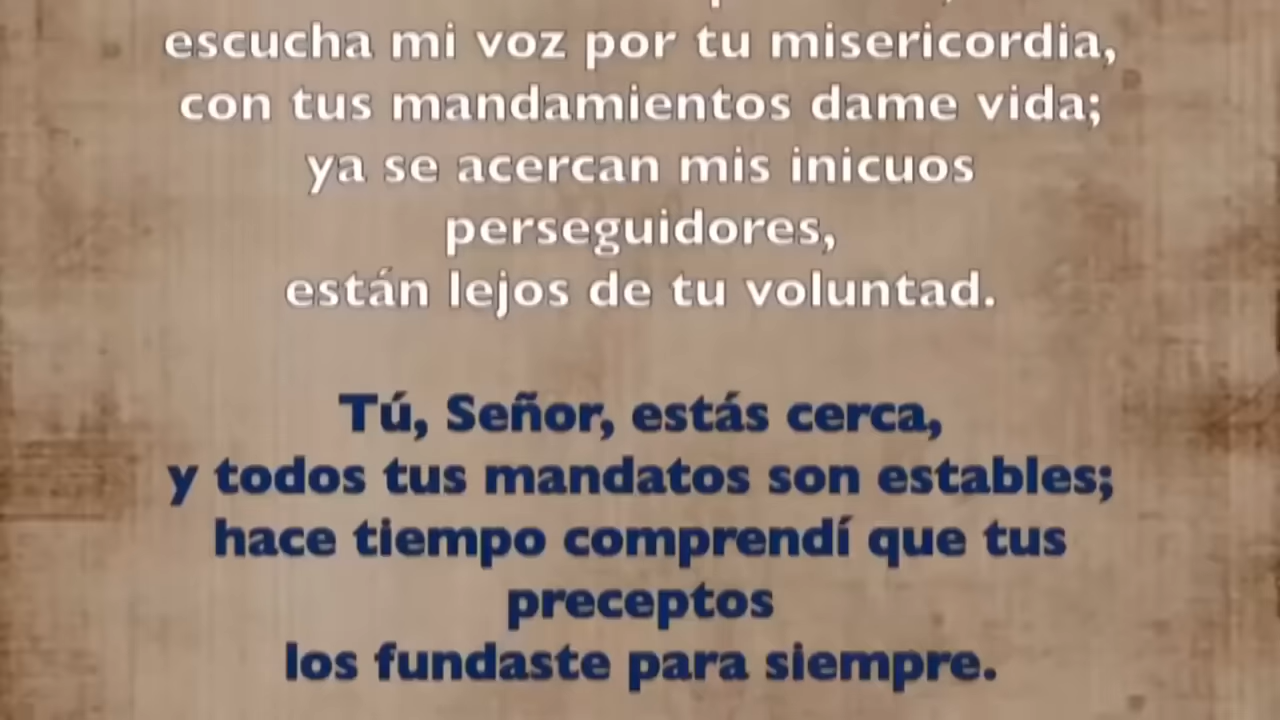 escucha mi voz por tu misericordia,
con tus mandamientos dame vida;
ya se acercan mis inicuos
perseguidores,
están lejos de tu voluntad.
Tú, Señor, estás cerca,
y todos tus mandatos son estables;
hace tiempo comprendí que tus
preceptos
los fundaste para siempre.